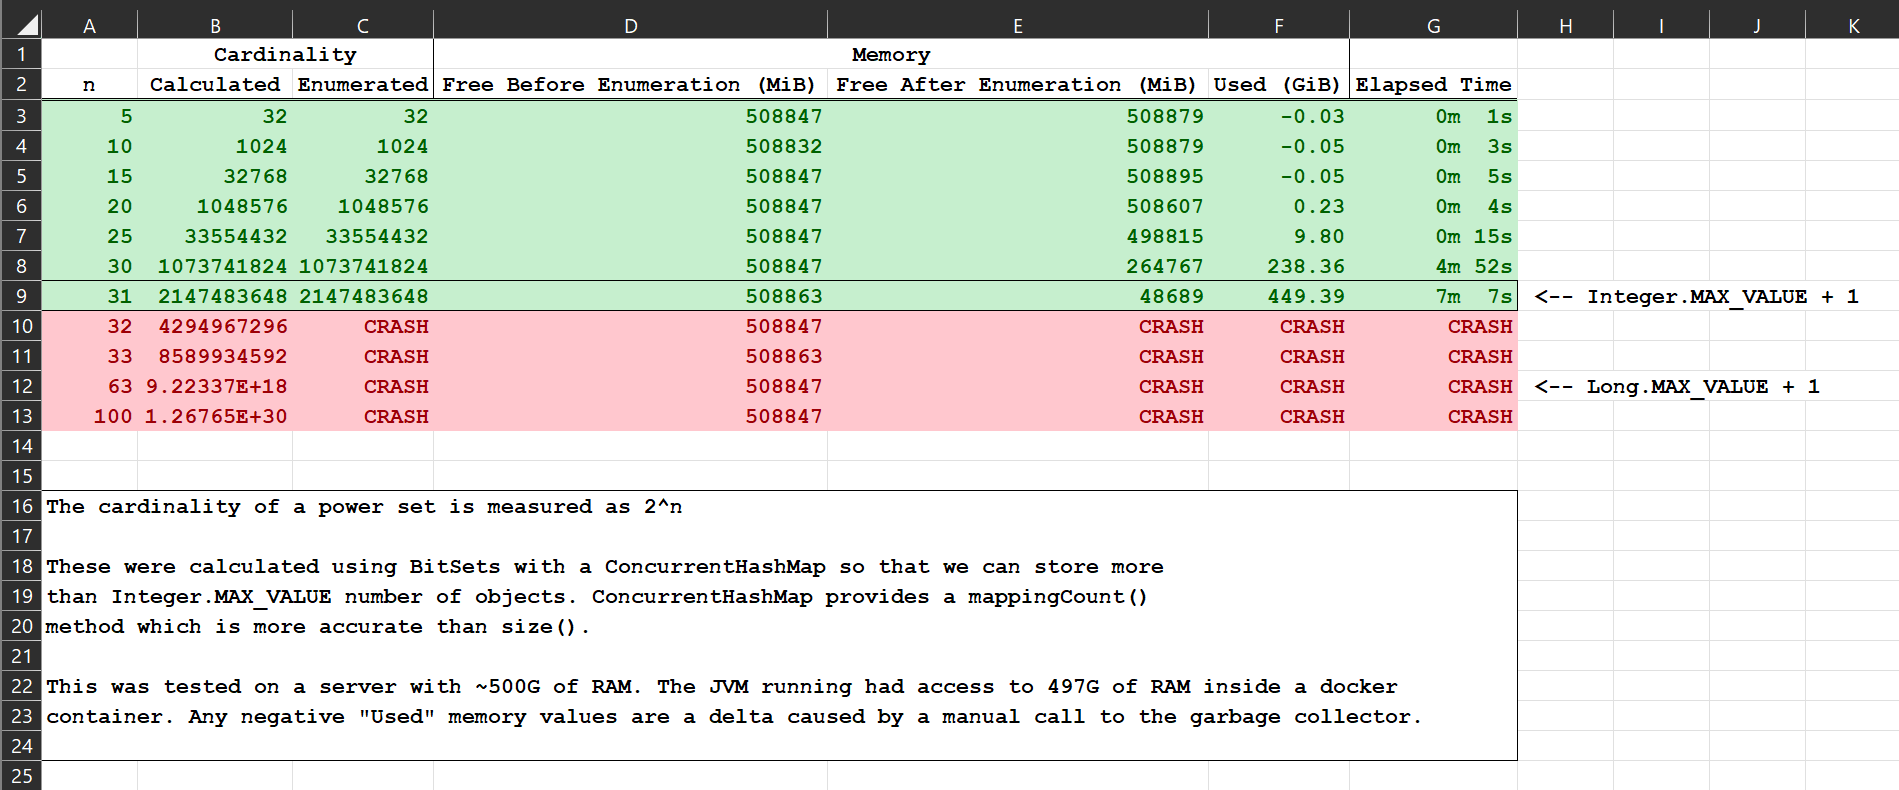 A B C D E F G H I J K
1 Cardinality Memory
2 n Calculated Enumerated Free Before Enumeration (MiB) Free After Enumeration (MiB) Used (GiB) Elapsed Time
3 5 32 32 508847 508879 -0.03 0m 1s
4 10 1024 1024 508832 508879 -0.05 0m 3s
5 15 32768 32768 508847 508895 -0.05 0m 5s
6 20 1048576 1048576 508847 508607 0.23 0m 4s
7 25 33554432 33554432 508847 498815 9.80 0m 15s
8 30 1073741824 1073741824 508847 264767 238.36 4m 52s
9 31 2147483648 2147483648 508863 48689 449.39 7m 7s <-- Integer.MAX_VALUE + 1
10 32 4294967296 CRASH 508847 CRASH CRASH CRASH
11 33 8589934592 CRASH 508863 CRASH CRASH CRASH
12 63 9.22337E+18 CRASH 508847 CRASH CRASH CRASH <-- Long.MAX_VALUE + 1
13 100 1.26765E+30 CRASH 508847 CRASH CRASH CRASH
14
15
16 The cardinality of a power set is measured as 2^n
17
18 These were calculated using BitSets with a ConcurrentHashMap so that we can store more
19 than Integer.MAX_VALUE number of objects. ConcurrentHashMap provides a mappingCount()
20 method which is more accurate than size().
21
22 This was tested on a server with ~500G of RAM. The JVM running had access to 497G of RAM inside a docker
23 container. Any negative "Used" memory values are a delta caused by a manual call to the garbage collector.
24
25